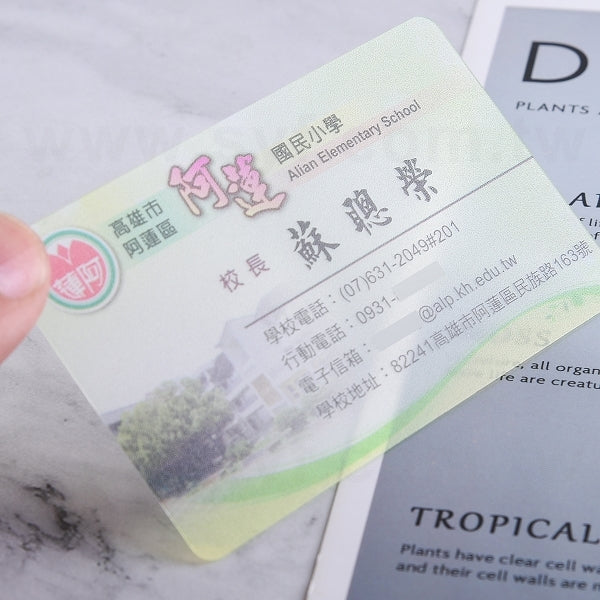 高雄市
阿蓮區
阿蓮
國民小學
Alian Elementary School
蓮阿
校長 蘇聰榮
學校電話：(07)631-2049#201
行動電話：0931-
電子信箱： @alp.kh.edu.tw
學校地址：82241高雄市阿蓮區民族路163號
D
PLANTS
, all organ
re are creatu
TROPICAL
Plants have clear cell wa
and their cell walls are m